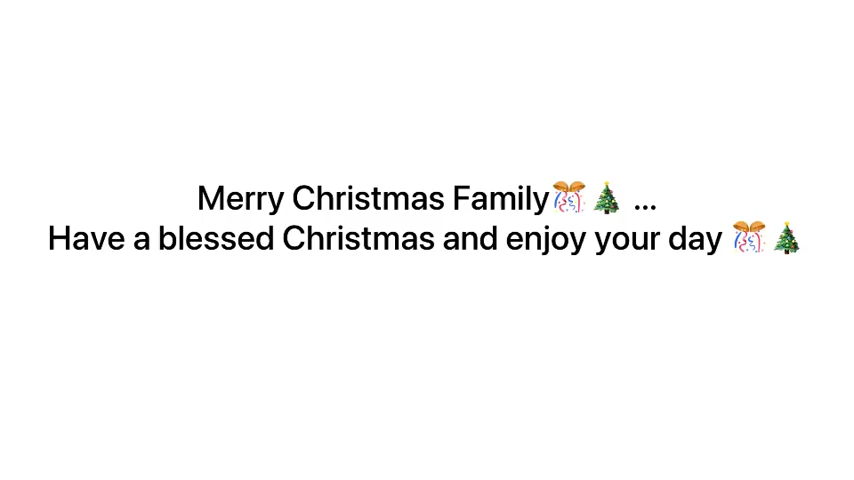 Merry Christmas Family🎊🎄 ...
Have a blessed Christmas and enjoy your day 🎊🎄